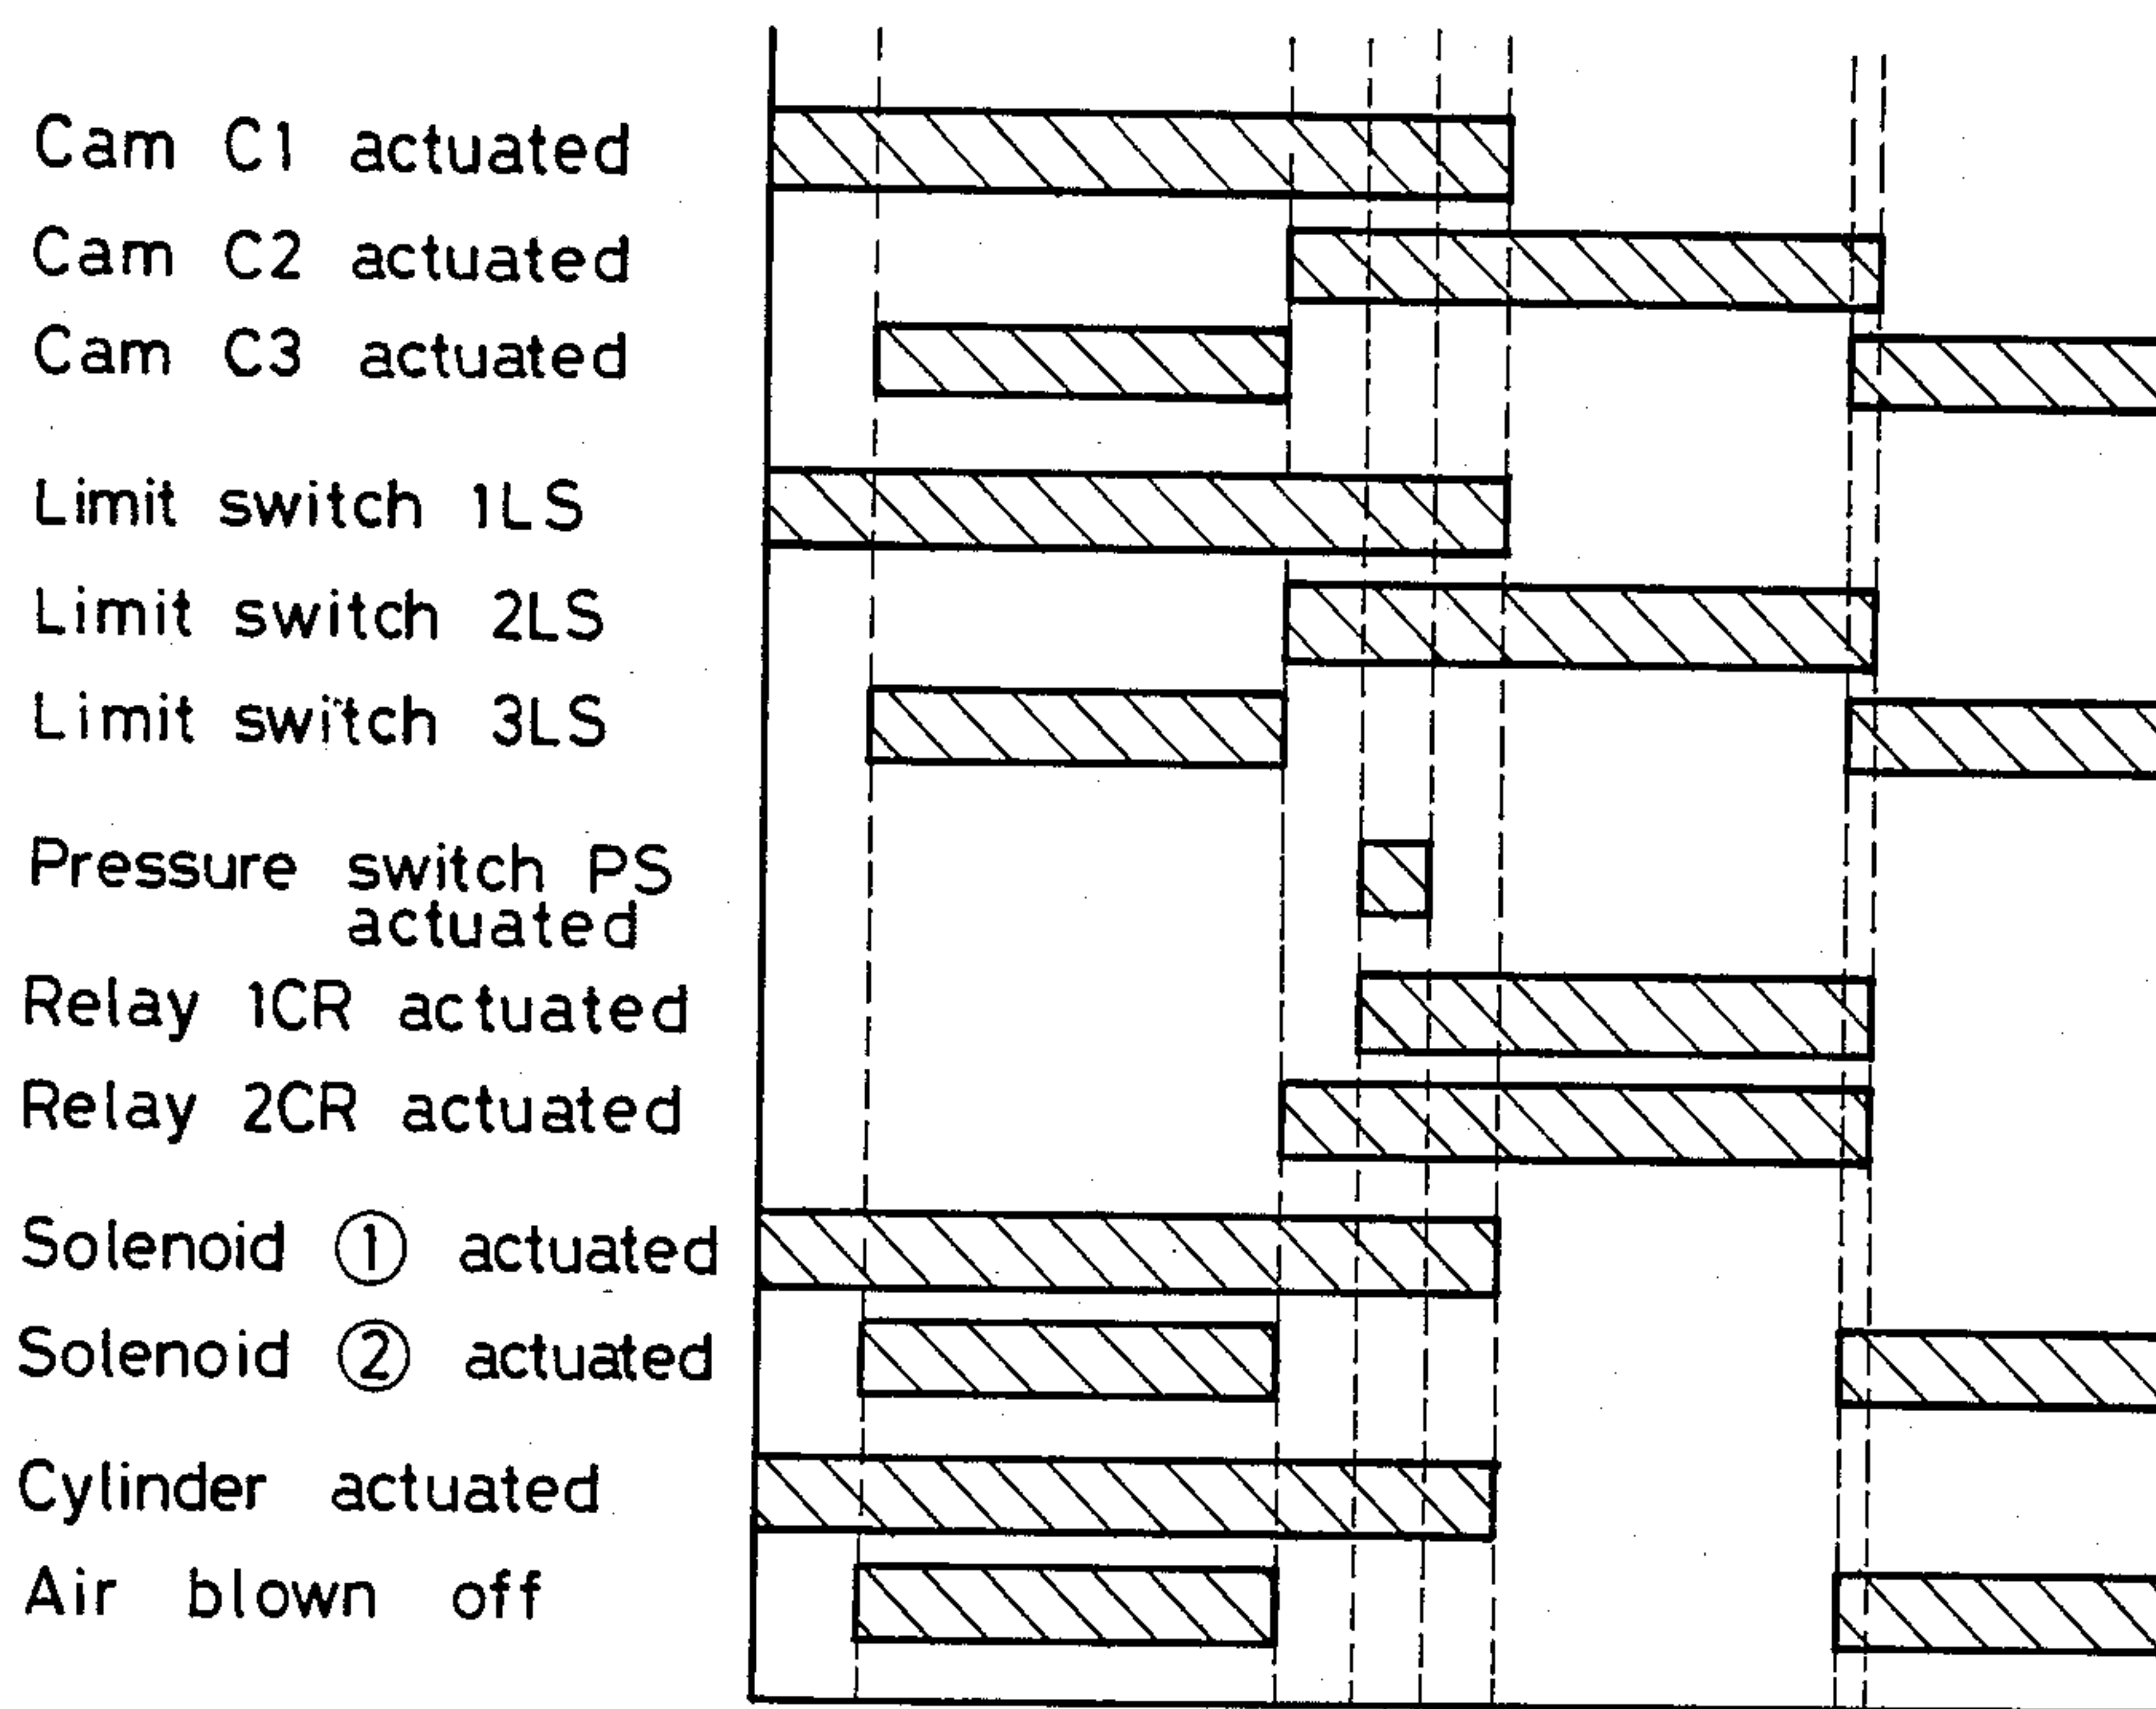 Cam C1 actuated
Cam C2 actuated
Cam C3 actuated
Limit switch 1LS
Limit switch 2LS
Limit switch 3LS
Pressure switch PS
actuated
Relay 1CR actuated
Relay 2CR actuated
Solenoid ① actuated
Solenoid ② actuated
Cylinder actuated
Air blown off